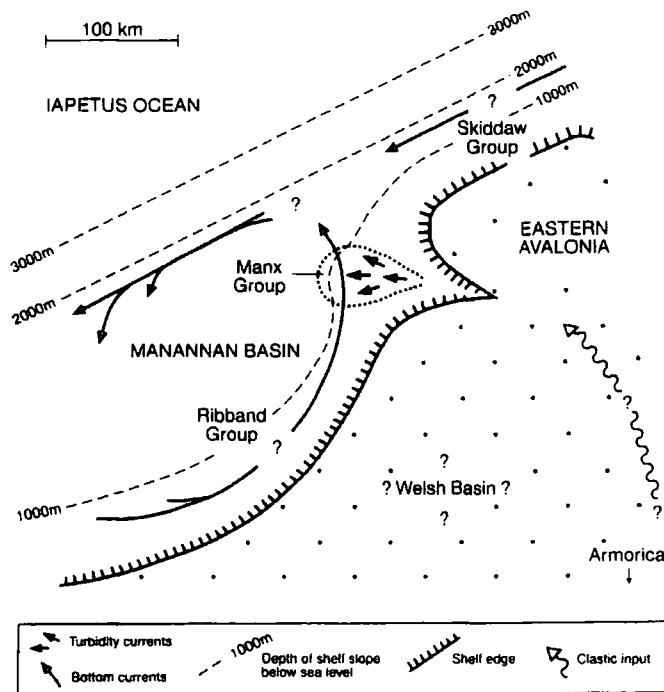 100 km
3000m
2000m
?
1000m
IAPETUS OCEAN
Skiddaw
Group
EASTERN
AVALONIA
?
3000m
2000m
Manx
Group
MANANNAN BASIN
Ribband
Group
?
?
?
? Welsh Basin ?
?
?
1000m
Armorica
Turbidity currents
Bottom currents
1000m
Depth of shelf slope
below sea level
Shelf edge
Clastic input